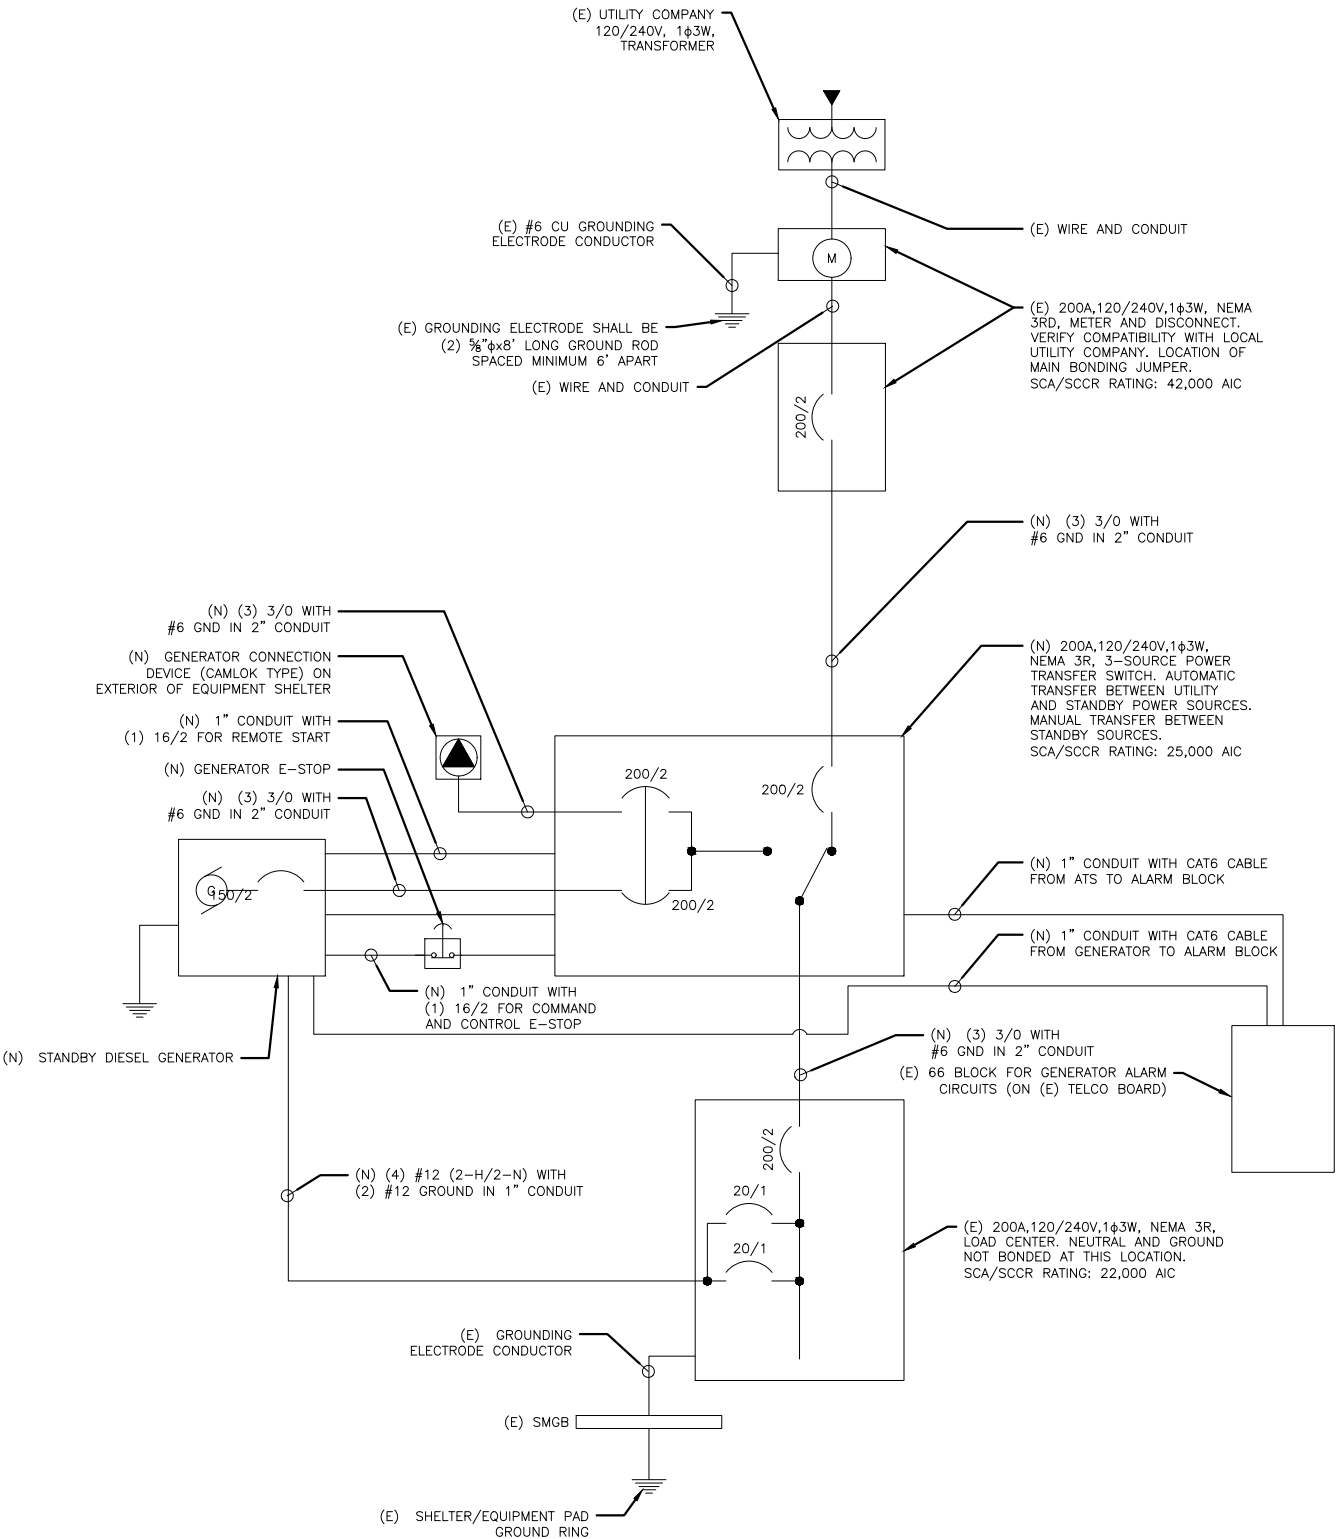 (E) UTILITY COMPANY
120/240V, 1ϕ3W,
TRANSFORMER
(E) #6 CU GROUNDING
ELECTRODE CONDUCTOR
(E) WIRE AND CONDUIT
M
(E) GROUNDING ELECTRODE SHALL BE
(2) ⅝"ϕx8' LONG GROUND ROD
SPACED MINIMUM 6' APART
(E) WIRE AND CONDUIT
(E) 200A,120/240V,1ϕ3W, NEMA
3RD, METER AND DISCONNECT.
VERIFY COMPATIBILITY WITH LOCAL
UTILITY COMPANY. LOCATION OF
MAIN BONDING JUMPER.
SCA/SCCR RATING: 42,000 AIC
200/2
(N) (3) 3/0 WITH
#6 GND IN 2" CONDUIT
(N) (3) 3/0 WITH
#6 GND IN 2" CONDUIT
(N) GENERATOR CONNECTION
DEVICE (CAMLOK TYPE) ON
EXTERIOR OF EQUIPMENT SHELTER
(N) 1" CONDUIT WITH
(1) 16/2 FOR REMOTE START
(N) GENERATOR E-STOP
(N) (3) 3/0 WITH
#6 GND IN 2" CONDUIT
(N) 200A,120/240V,1ϕ3W,
NEMA 3R, 3-SOURCE POWER
TRANSFER SWITCH. AUTOMATIC
TRANSFER BETWEEN UTILITY
AND STANDBY POWER SOURCES.
MANUAL TRANSFER BETWEEN
STANDBY SOURCES.
SCA/SCCR RATING: 25,000 AIC
200/2
200/2
200/2
G
150/2
(N) 1" CONDUIT WITH CAT6 CABLE
FROM ATS TO ALARM BLOCK
(N) 1" CONDUIT WITH CAT6 CABLE
FROM GENERATOR TO ALARM BLOCK
(N) 1" CONDUIT WITH
(1) 16/2 FOR COMMAND
AND CONTROL E-STOP
(N) STANDBY DIESEL GENERATOR
(N) (3) 3/0 WITH
#6 GND IN 2" CONDUIT
(E) 66 BLOCK FOR GENERATOR ALARM
CIRCUITS (ON (E) TELCO BOARD)
200/2
20/1
20/1
(N) (4) #12 (2-H/2-N) WITH
(2) #12 GROUND IN 1" CONDUIT
(E) 200A,120/240V,1ϕ3W, NEMA 3R,
LOAD CENTER. NEUTRAL AND GROUND
NOT BONDED AT THIS LOCATION.
SCA/SCCR RATING: 22,000 AIC
(E) GROUNDING
ELECTRODE CONDUCTOR
(E) SMGB
(E) SHELTER/EQUIPMENT PAD
GROUND RING